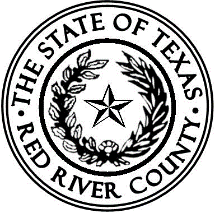 · THE STATE OF TEXAS ·
RED RIVER COUNTY